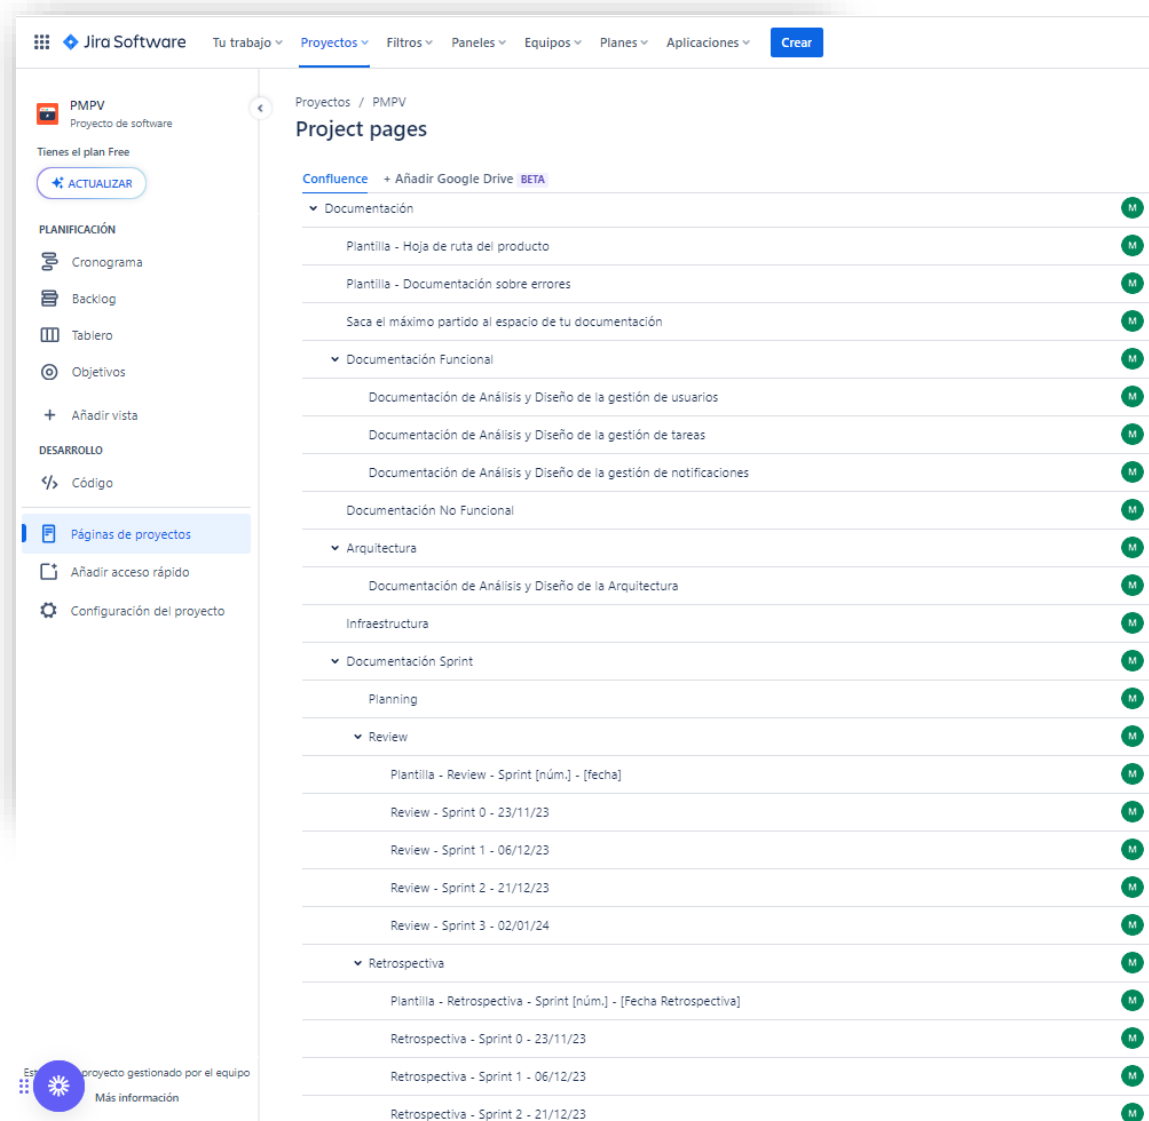 Jira Software Tu trabajo Proyectos Filtros Paneles Equipos Planes Aplicaciones Crear
PMPV
Proyecto de software
Tienes el plan Free
ACTUALIZAR
PLANIFICACIÓN
Cronograma
Backlog
Tablero
Objetivos
+ Añadir vista
DESARROLLO
Código
Páginas de proyectos
Añadir acceso rápido
Configuración del proyecto
proyecto gestionado por el equipo
Más información
Proyectos / PMPV
Project pages
Confluence + Añadir Google Drive BETA
Documentación M
Plantilla - Hoja de ruta del producto M
Plantilla - Documentación sobre errores M
Saca el máximo partido al espacio de tu documentación M
Documentación Funcional M
Documentación de Análisis y Diseño de la gestión de usuarios M
Documentación de Análisis y Diseño de la gestión de tareas M
Documentación de Análisis y Diseño de la gestión de notificaciones M
Documentación No Funcional M
Arquitectura M
Documentación de Análisis y Diseño de la Arquitectura M
Infraestructura M
Documentación Sprint M
Planning M
Review M
Plantilla - Review - Sprint [núm.] - [fecha] M
Review - Sprint 0 - 23/11/23 M
Review - Sprint 1 - 06/12/23 M
Review - Sprint 2 - 21/12/23 M
Review - Sprint 3 - 02/01/24 M
Retrospectiva M
Plantilla - Retrospectiva - Sprint [núm.] - [Fecha Retrospectiva] M
Retrospectiva - Sprint 0 - 23/11/23 M
Retrospectiva - Sprint 1 - 06/12/23 M
Retrospectiva - Sprint 2 - 21/12/23 M